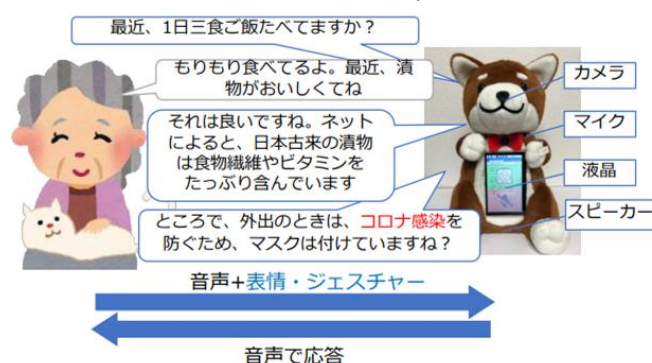 最近、1日三食ご飯たべてますか？
もりもり食べてるよ。最近、漬
物がおいしくてね
それは良いですね。ネット
によると、日本古来の漬物
は食物繊維やビタミンを
たっぷり含んでいます
ところで、外出のときは、コロナ感染を
防ぐため、マスクは付けていますね？
カメラ
マイク
液晶
スピーカー
音声+表情・ジェスチャー
音声で応答